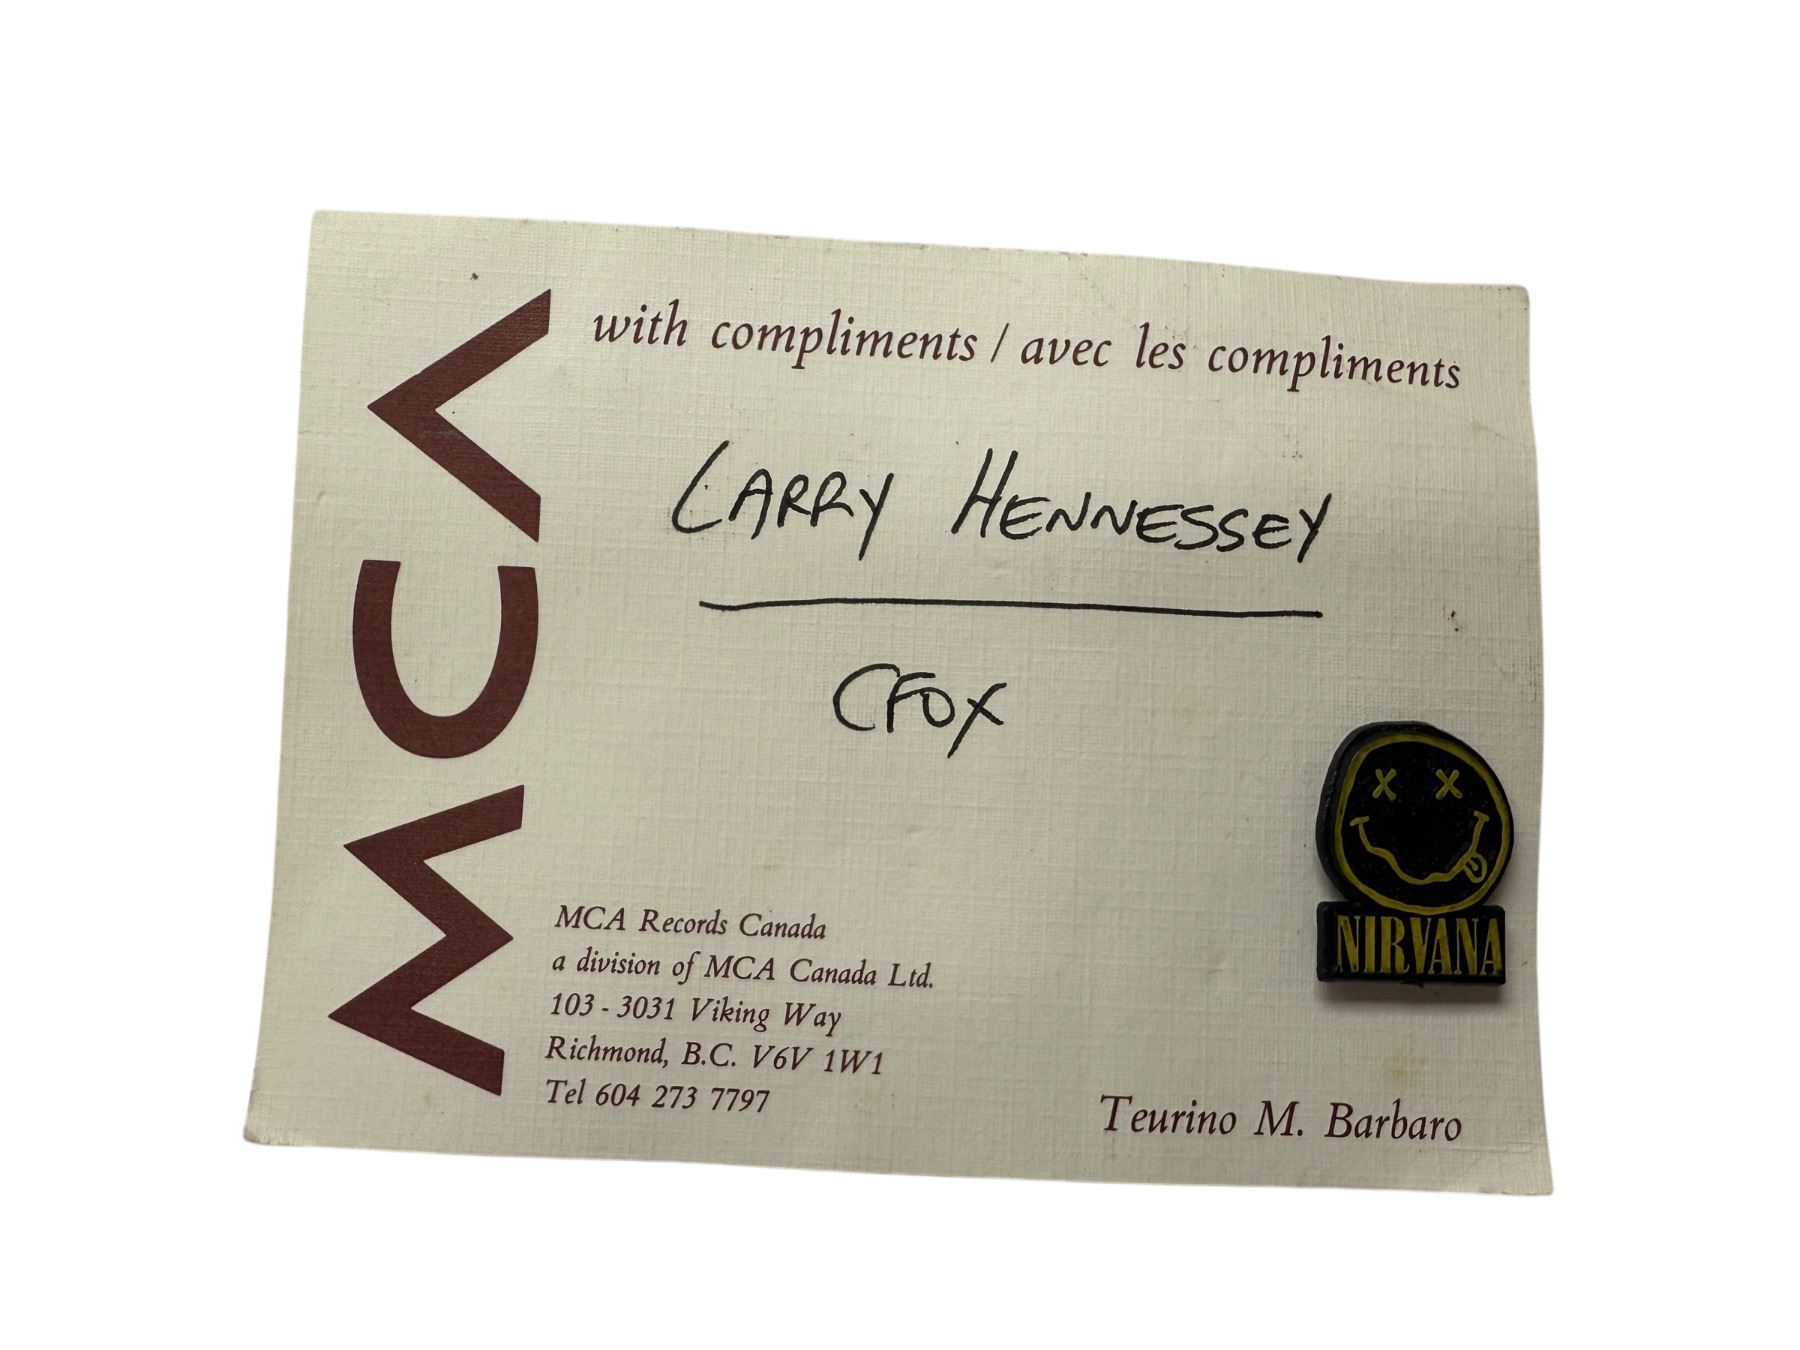 MCA
with compliments / avec les compliments
LARRY HENNESSEY
CFOX
NIRVANA
MCA Records Canada
a division of MCA Canada Ltd.
103 - 3031 Viking Way
Richmond, B.C. V6V 1W1
Tel 604 273 7797
Teurino M. Barbaro